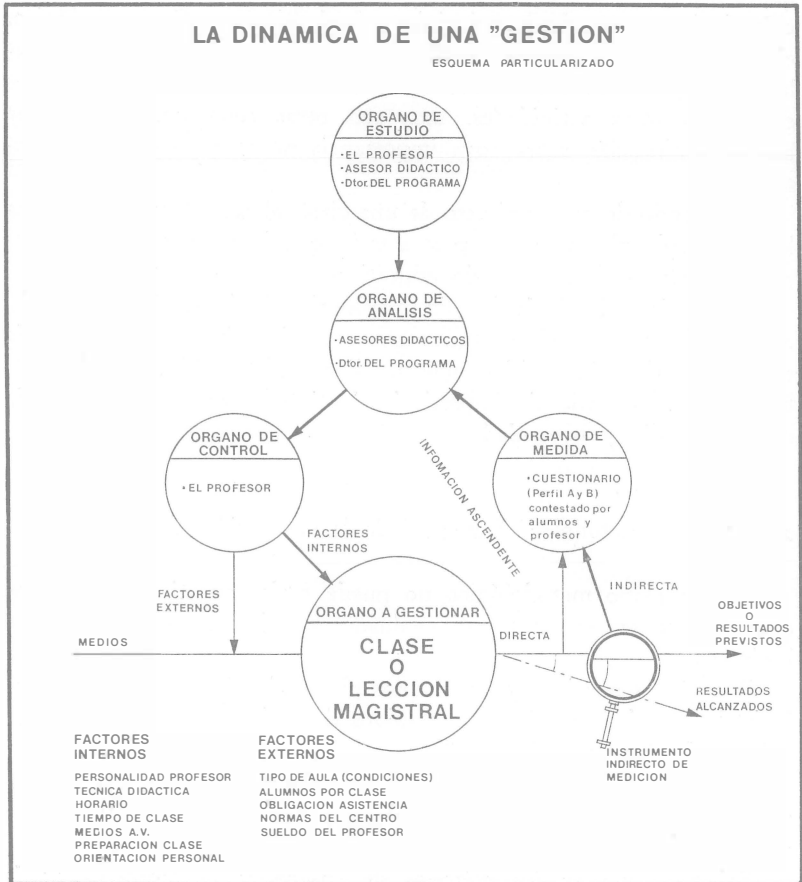 LA DINAMICA DE UNA "GESTION"
ESQUEMA PARTICULARIZADO
ORGANO DE
ESTUDIO
·EL PROFESOR
·ASESOR DIDACTICO
·Dtor. DEL PROGRAMA
ORGANO DE
ANALISIS
·ASESORES DIDACTICOS
·Dtor. DEL PROGRAMA
ORGANO DE
CONTROL
·EL PROFESOR
ORGANO DE
MEDIDA
·CUESTIONARIO
(Perfil A y B)
contestado por
alumnos y
profesor
INFOMACION ASCENDENTE
FACTORES
INTERNOS
FACTORES
EXTERNOS
INDIRECTA
MEDIOS
ORGANO A GESTIONAR
CLASE
O
LECCION
MAGISTRAL
DIRECTA
OBJETIVOS
O
RESULTADOS
PREVISTOS
RESULTADOS
ALCANZADOS
INSTRUMENTO
INDIRECTO DE
MEDICION
FACTORES
INTERNOS
PERSONALIDAD PROFESOR
TECNICA DIDACTICA
HORARIO
TIEMPO DE CLASE
MEDIOS A.V.
PREPARACION CLASE
ORIENTACION PERSONAL
FACTORES
EXTERNOS
TIPO DE AULA (CONDICIONES)
ALUMNOS POR CLASE
OBLIGACION ASISTENCIA
NORMAS DEL CENTRO
SUELDO DEL PROFESOR